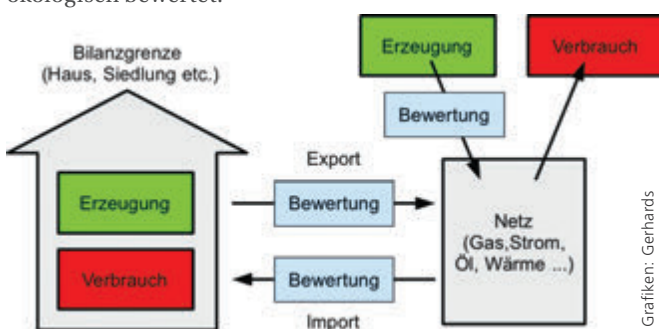 ökologisch bewertet.
Bilanzgrenze
(Haus, Siedlung etc.)
Erzeugung
Verbrauch
Bewertung
Export
Erzeugung
Bewertung
Verbrauch
Bewertung
Import
Netz
(Gas,Strom,
Öl, Wärme ...)
Grafiken: Gerhards